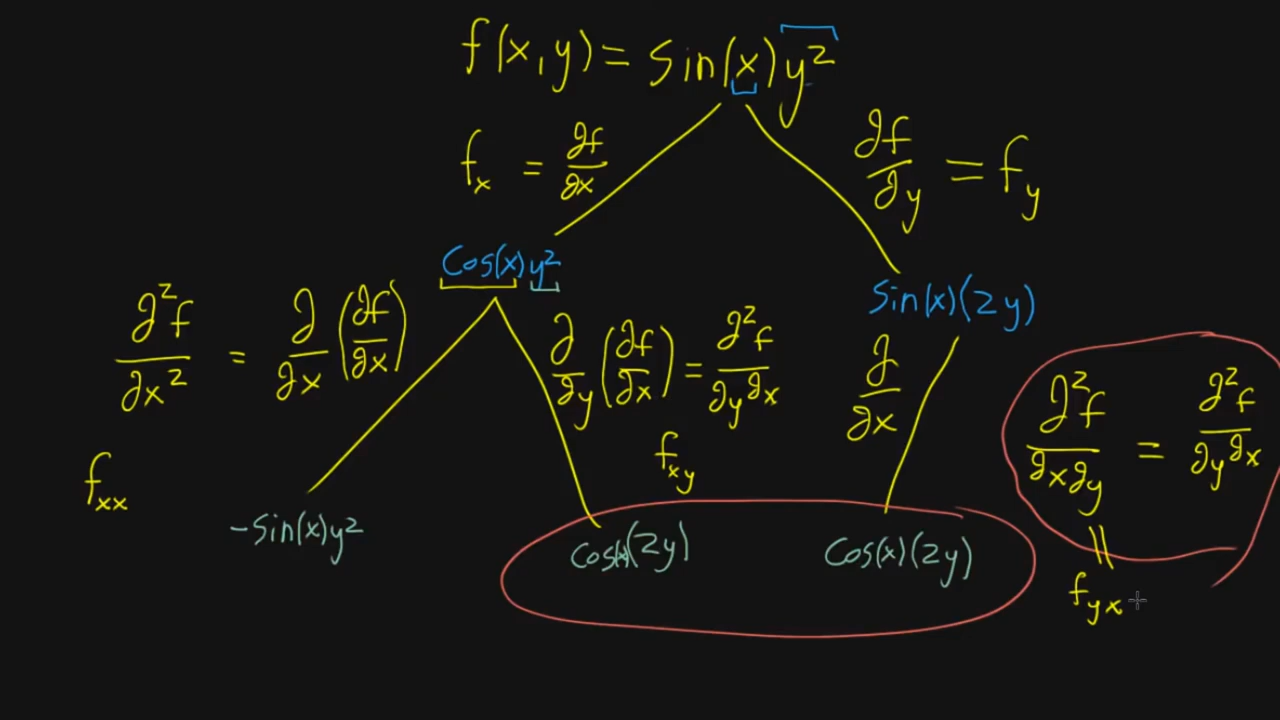 f(x,y) = Sin(x)y²
fₓ = ∂f/∂x
∂f/∂y = f_y
Cos(x)y²
Sin(x)(2y)
∂²f/∂x² = ∂/∂x (∂f/∂x)
∂/∂y (∂f/∂x) = ∂²f/∂y∂x
∂/∂x
∂²f/∂x∂y = ∂²f/∂y∂x
f_xx
f_xy
-Sin(x)y²
Cos(x)(2y)
Cos(x)(2y)
||
f_yx